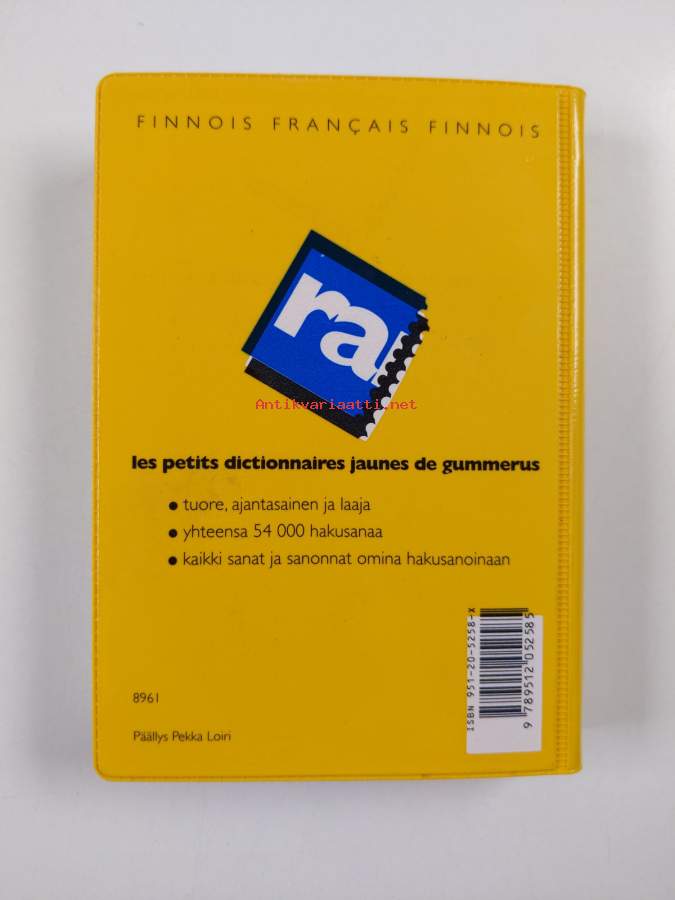 FINNOIS FRANÇAIS FINNOIS
ra
Antikvariaatti.net
les petits dictionnaires jaunes de gummerus
• tuore, ajantasainen ja laaja
• yhteensa 54 000 hakusanaa
• kaikki sanat ja sanonnat omina hakusanoinaan
ISBN 951-20-5258-X
9 789512 052585
8961
Päällys Pekka Loiri